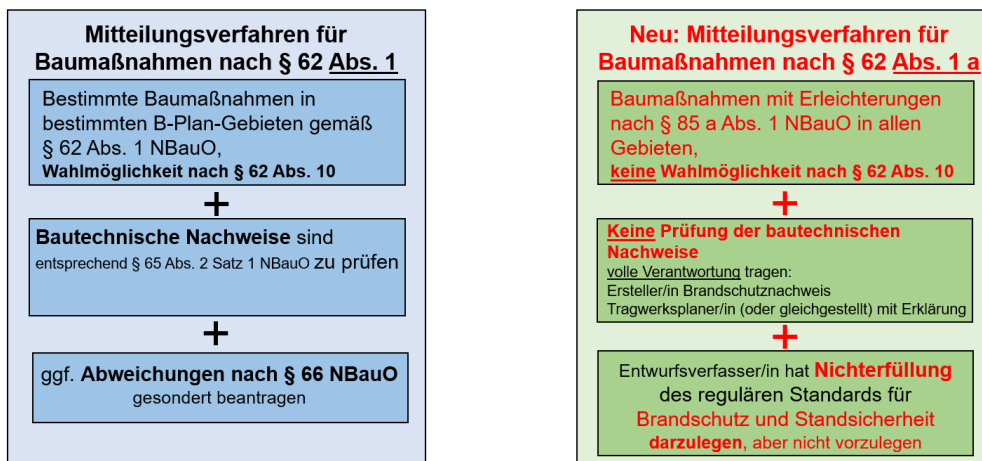 Mitteilungsverfahren für
Baumaßnahmen nach § 62 Abs. 1
Bestimmte Baumaßnahmen in
bestimmten B-Plan-Gebieten gemäß
§ 62 Abs. 1 NBauO,
Wahlmöglichkeit nach § 62 Abs. 10
+
Bautechnische Nachweise sind
entsprechend § 65 Abs. 2 Satz 1 NBauO zu prüfen
+
ggf. Abweichungen nach § 66 NBauO
gesondert beantragen
Neu: Mitteilungsverfahren für
Baumaßnahmen nach § 62 Abs. 1 a
Baumaßnahmen mit Erleichterungen
nach § 85 a Abs. 1 NBauO in allen
Gebieten,
keine Wahlmöglichkeit nach § 62 Abs. 10
+
Keine Prüfung der bautechnischen
Nachweise
volle Verantwortung tragen:
Ersteller/in Brandschutznachweis
Tragwerksplaner/in (oder gleichgestellt) mit Erklärung
+
Entwurfsverfasser/in hat Nichterfüllung
des regulären Standards für
Brandschutz und Standsicherheit
darzulegen, aber nicht vorzulegen